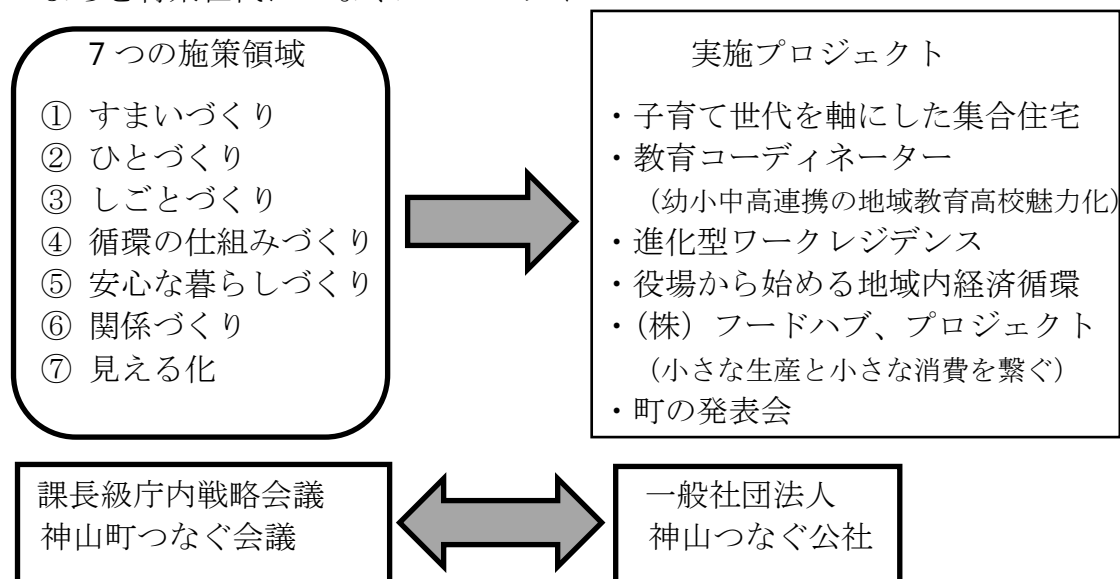 7つの施策領域
① すまいづくり
② ひとづくり
③ しごとづくり
④ 循環の仕組みづくり
⑤ 安心な暮らしづくり
⑥ 関係づくり
⑦ 見える化
実施プロジェクト
・子育て世代を軸にした集合住宅
・教育コーディネーター
（幼小中高連携の地域教育高校魅力化）
・進化型ワークレジデンス
・役場から始める地域内経済循環
・(株）フードハブ、プロジェクト
（小さな生産と小さな消費を繋ぐ）
・町の発表会
課長級庁内戦略会議
神山町つなぐ会議
一般社団法人
神山つなぐ公社